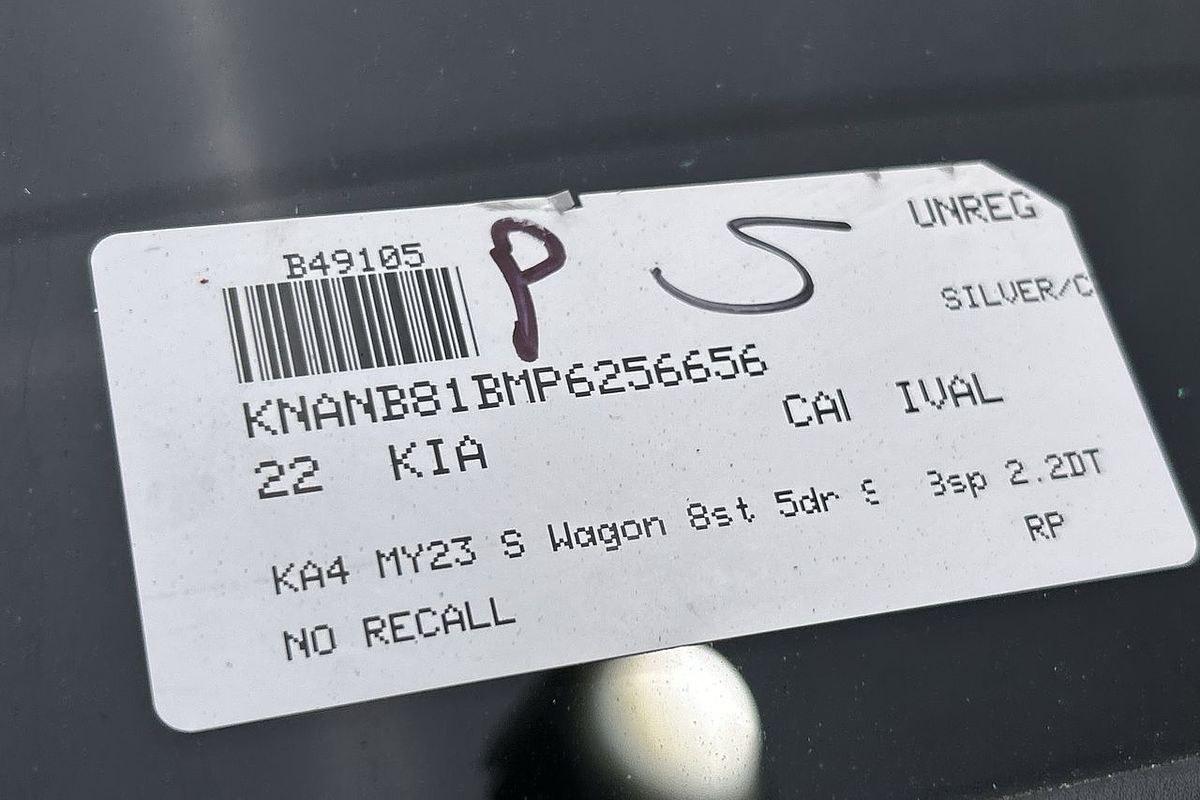 B49105 P S UNREG
SILVER/C
KNANB81BMP6256656
22 KIA CAI IVAL
KA4 MY23 S Wagon 8st 5dr S 3sp 2.2DT
NO RECALL RP